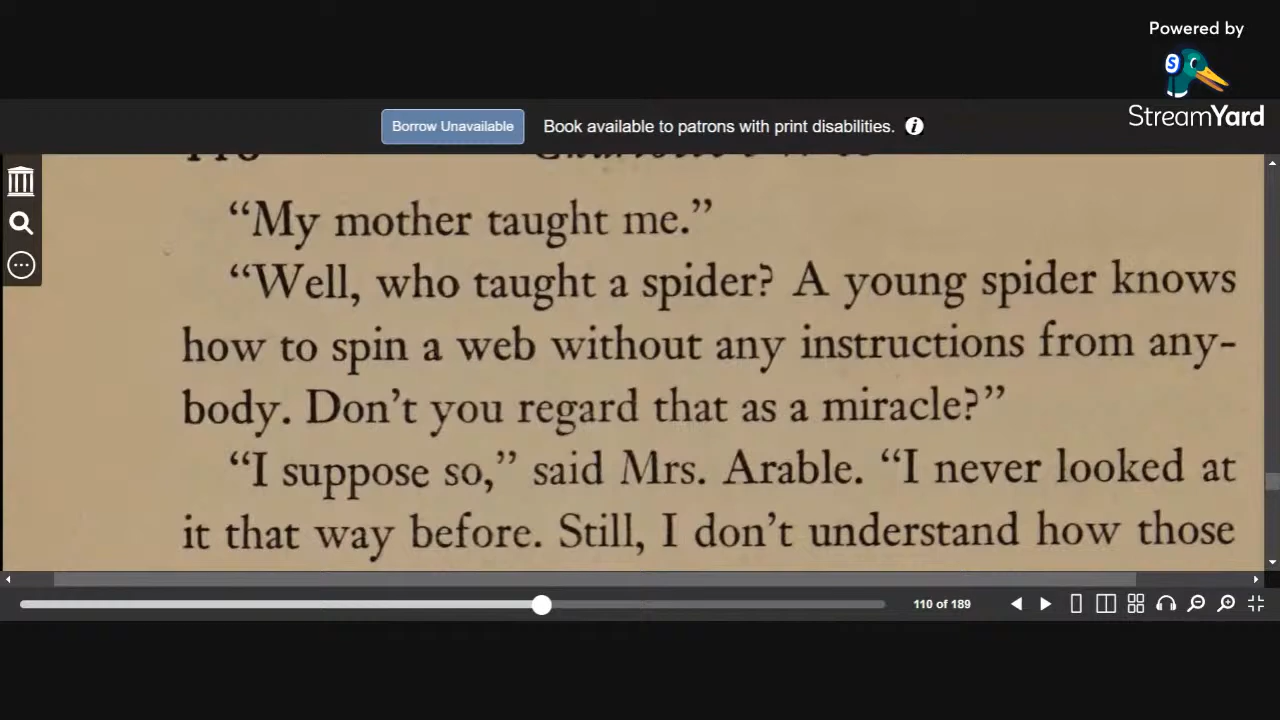 Powered by
StreamYard
Borrow Unavailable
Book available to patrons with print disabilities.
“My mother taught me.”
“Well, who taught a spider? A young spider knows
how to spin a web without any instructions from any-
body. Don’t you regard that as a miracle?”
“I suppose so,” said Mrs. Arable. “I never looked at
it that way before. Still, I don’t understand how those
110 of 189